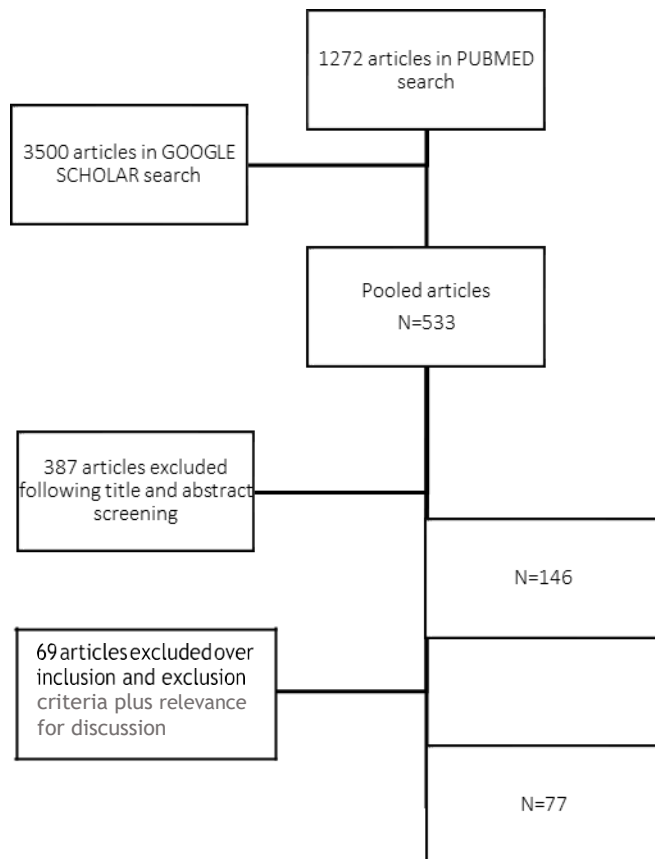 1272 articles in PUBMED
search
3500 articles in GOOGLE
SCHOLAR search
Pooled articles
N=533
387 articles excluded
following title and abstract
screening
N=146
69 articles excluded over
inclusion and exclusion
criteria plus relevance
for discussion
N=77